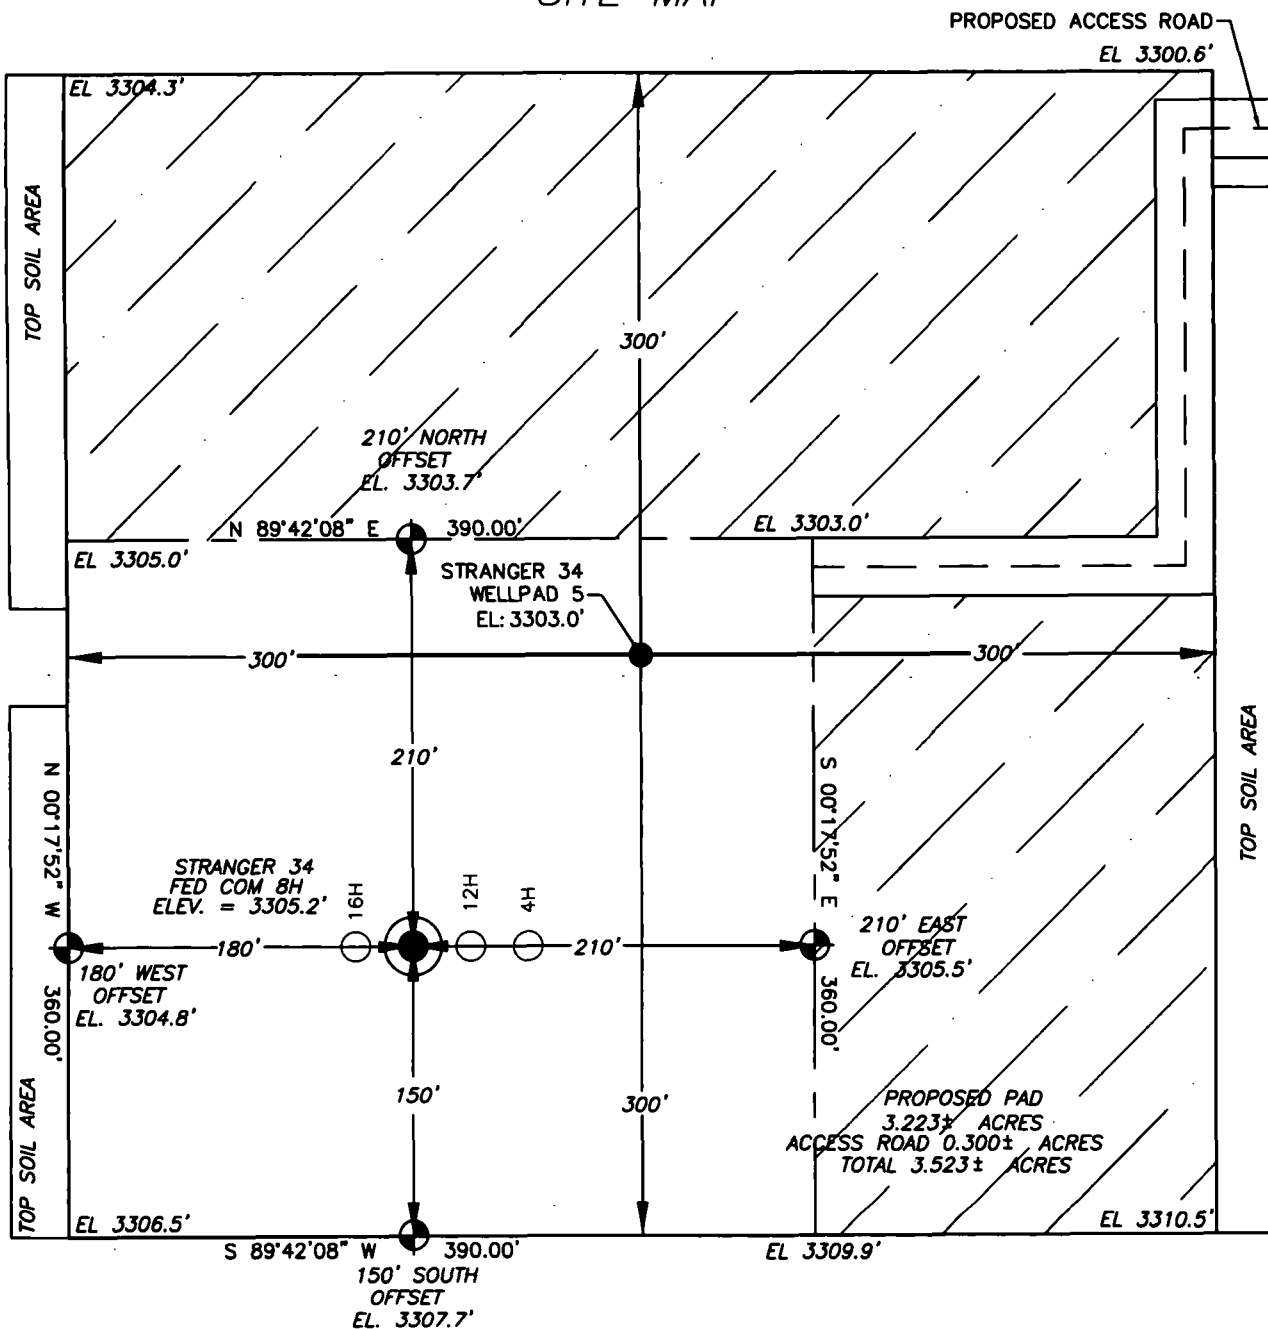 SITE MAP
PROPOSED ACCESS ROAD
EL 3300.6'
EL 3304.3'
TOP SOIL AREA
300'
210' NORTH
OFFSET
EL. 3303.7'
N 89°42'08" E 390.00'
EL 3303.0'
EL 3305.0'
STRANGER 34
WELLPAD 5
EL: 3303.0'
300'
300'
210'
N 00°17'52" W 360.00'
S 00°17'52" E 360.00'
TOP SOIL AREA
STRANGER 34
FED COM 8H
ELEV. = 3305.2'
16H
12H
4H
180'
210'
210' EAST
OFFSET
EL. 3305.5'
180' WEST
OFFSET
EL. 3304.8'
150'
300'
PROPOSED PAD
3.223± ACRES
ACCESS ROAD 0.300± ACRES
TOTAL 3.523± ACRES
TOP SOIL AREA
EL 3306.5'
EL 3310.5'
S 89°42'08" W 390.00'
EL 3309.9'
150' SOUTH
OFFSET
EL. 3307.7'